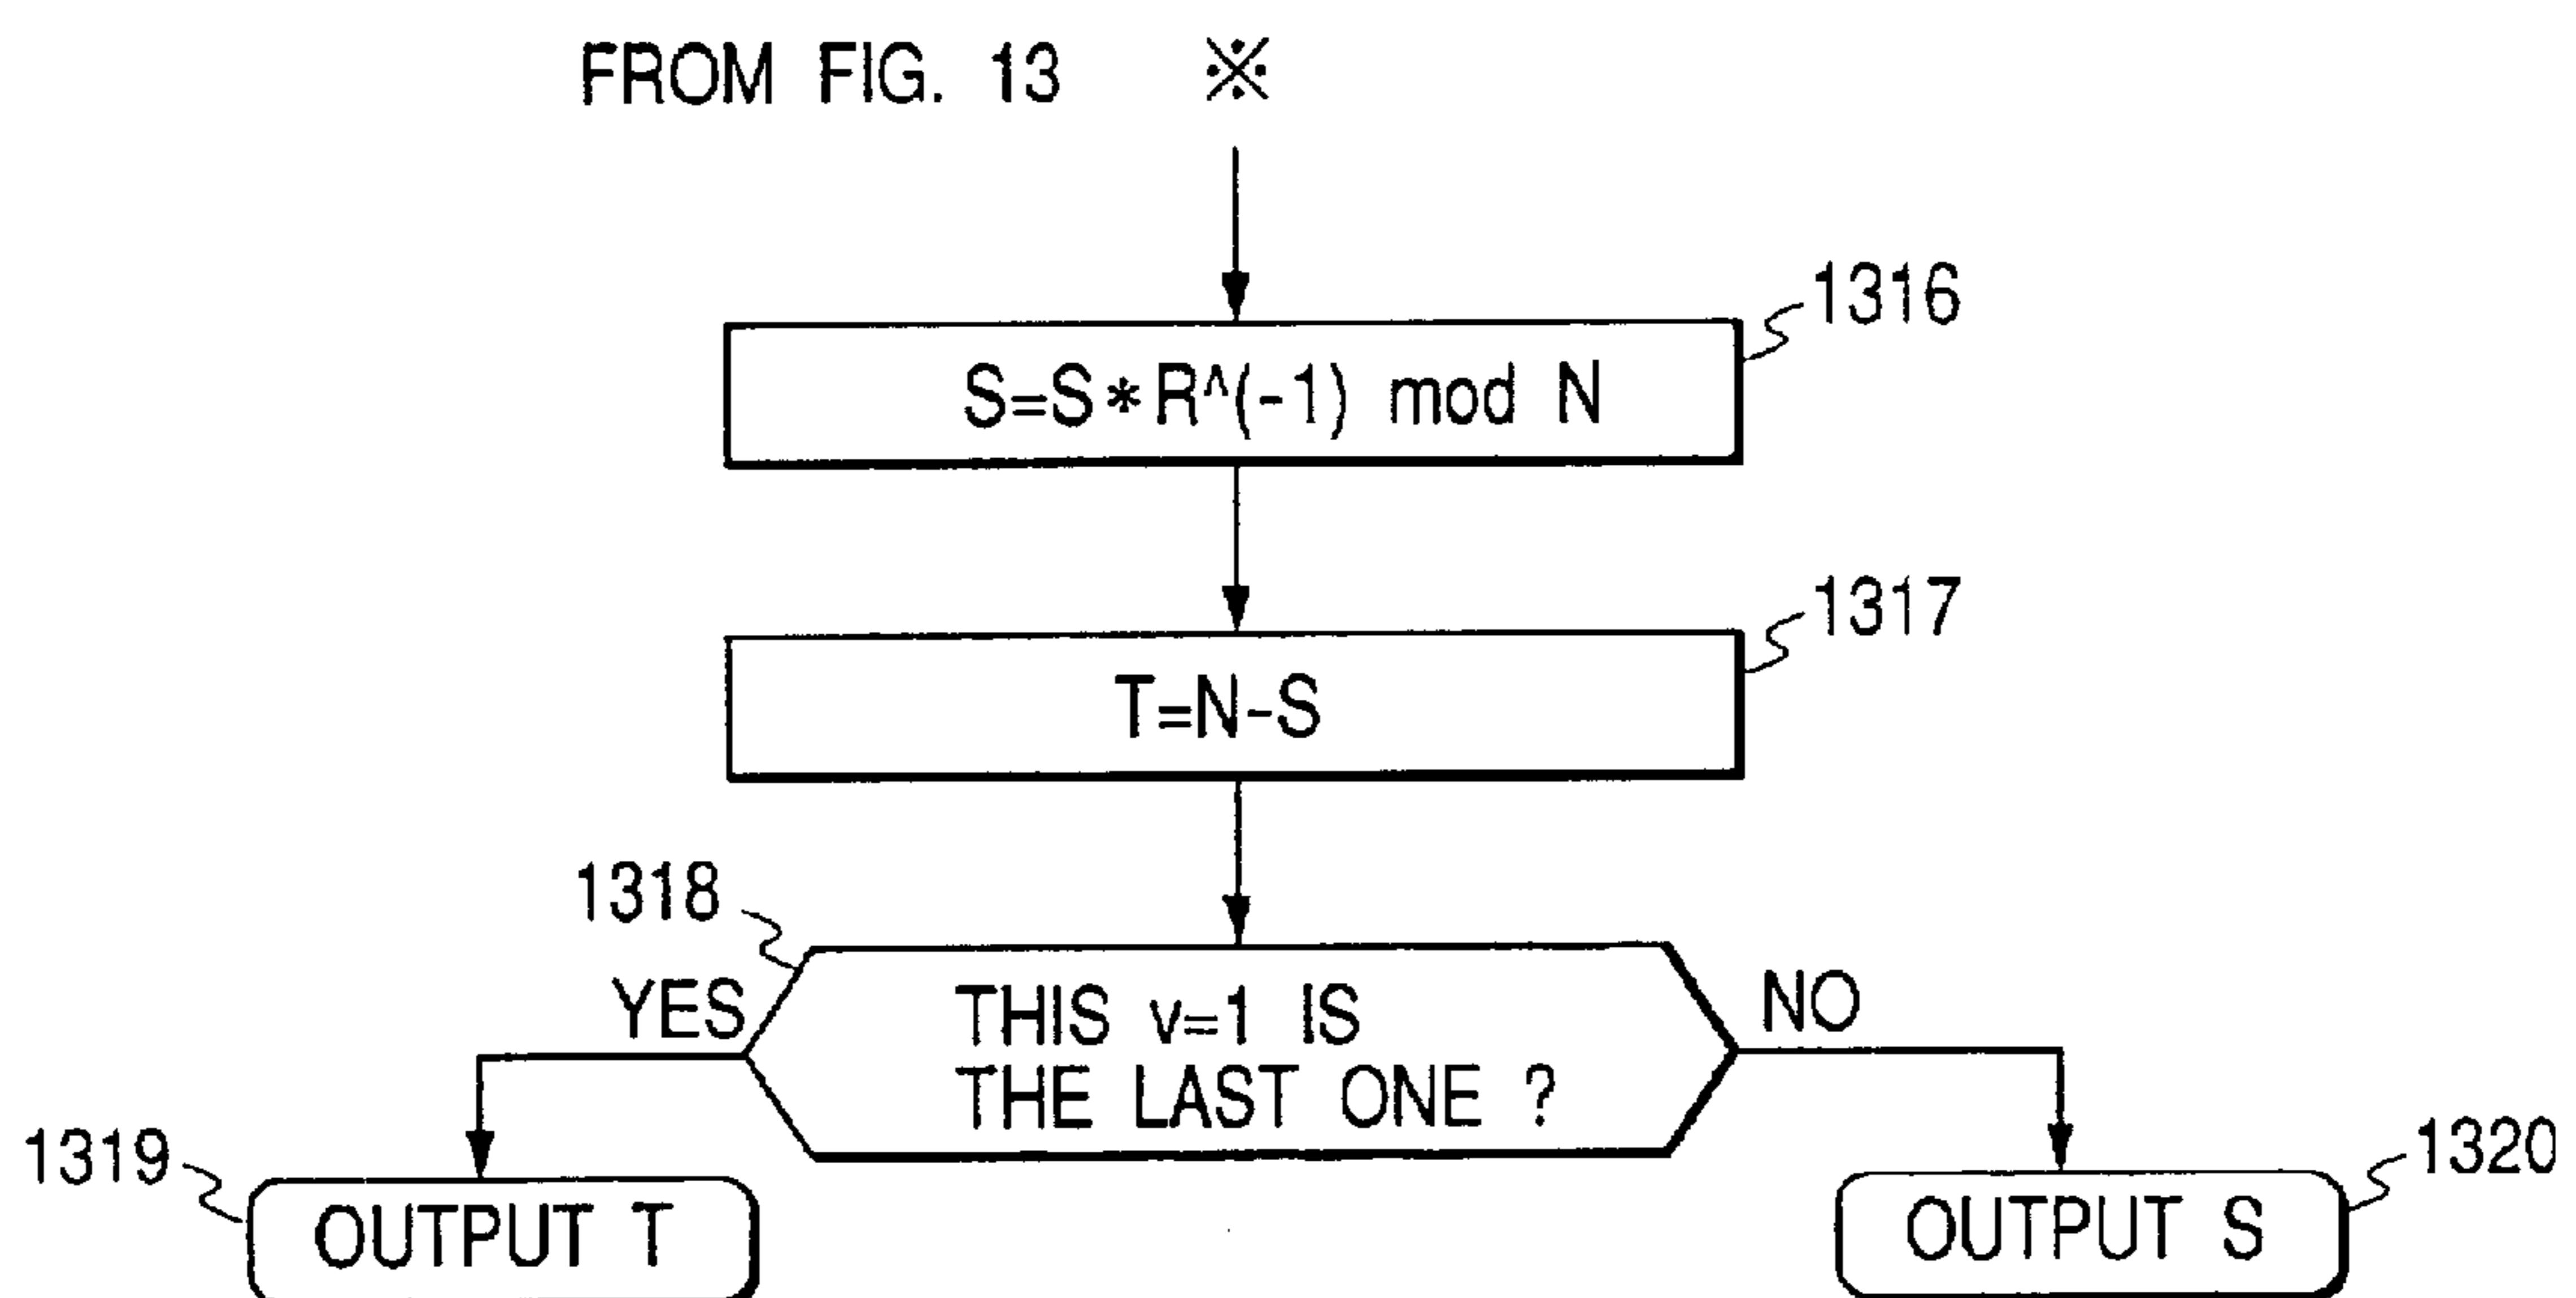 FROM FIG. 13 ※
1316
S=S*R^(-1) mod N
1317
T=N-S
1318
YES
THIS v=1 IS
THE LAST ONE ?
NO
1319
OUTPUT T
1320
OUTPUT S